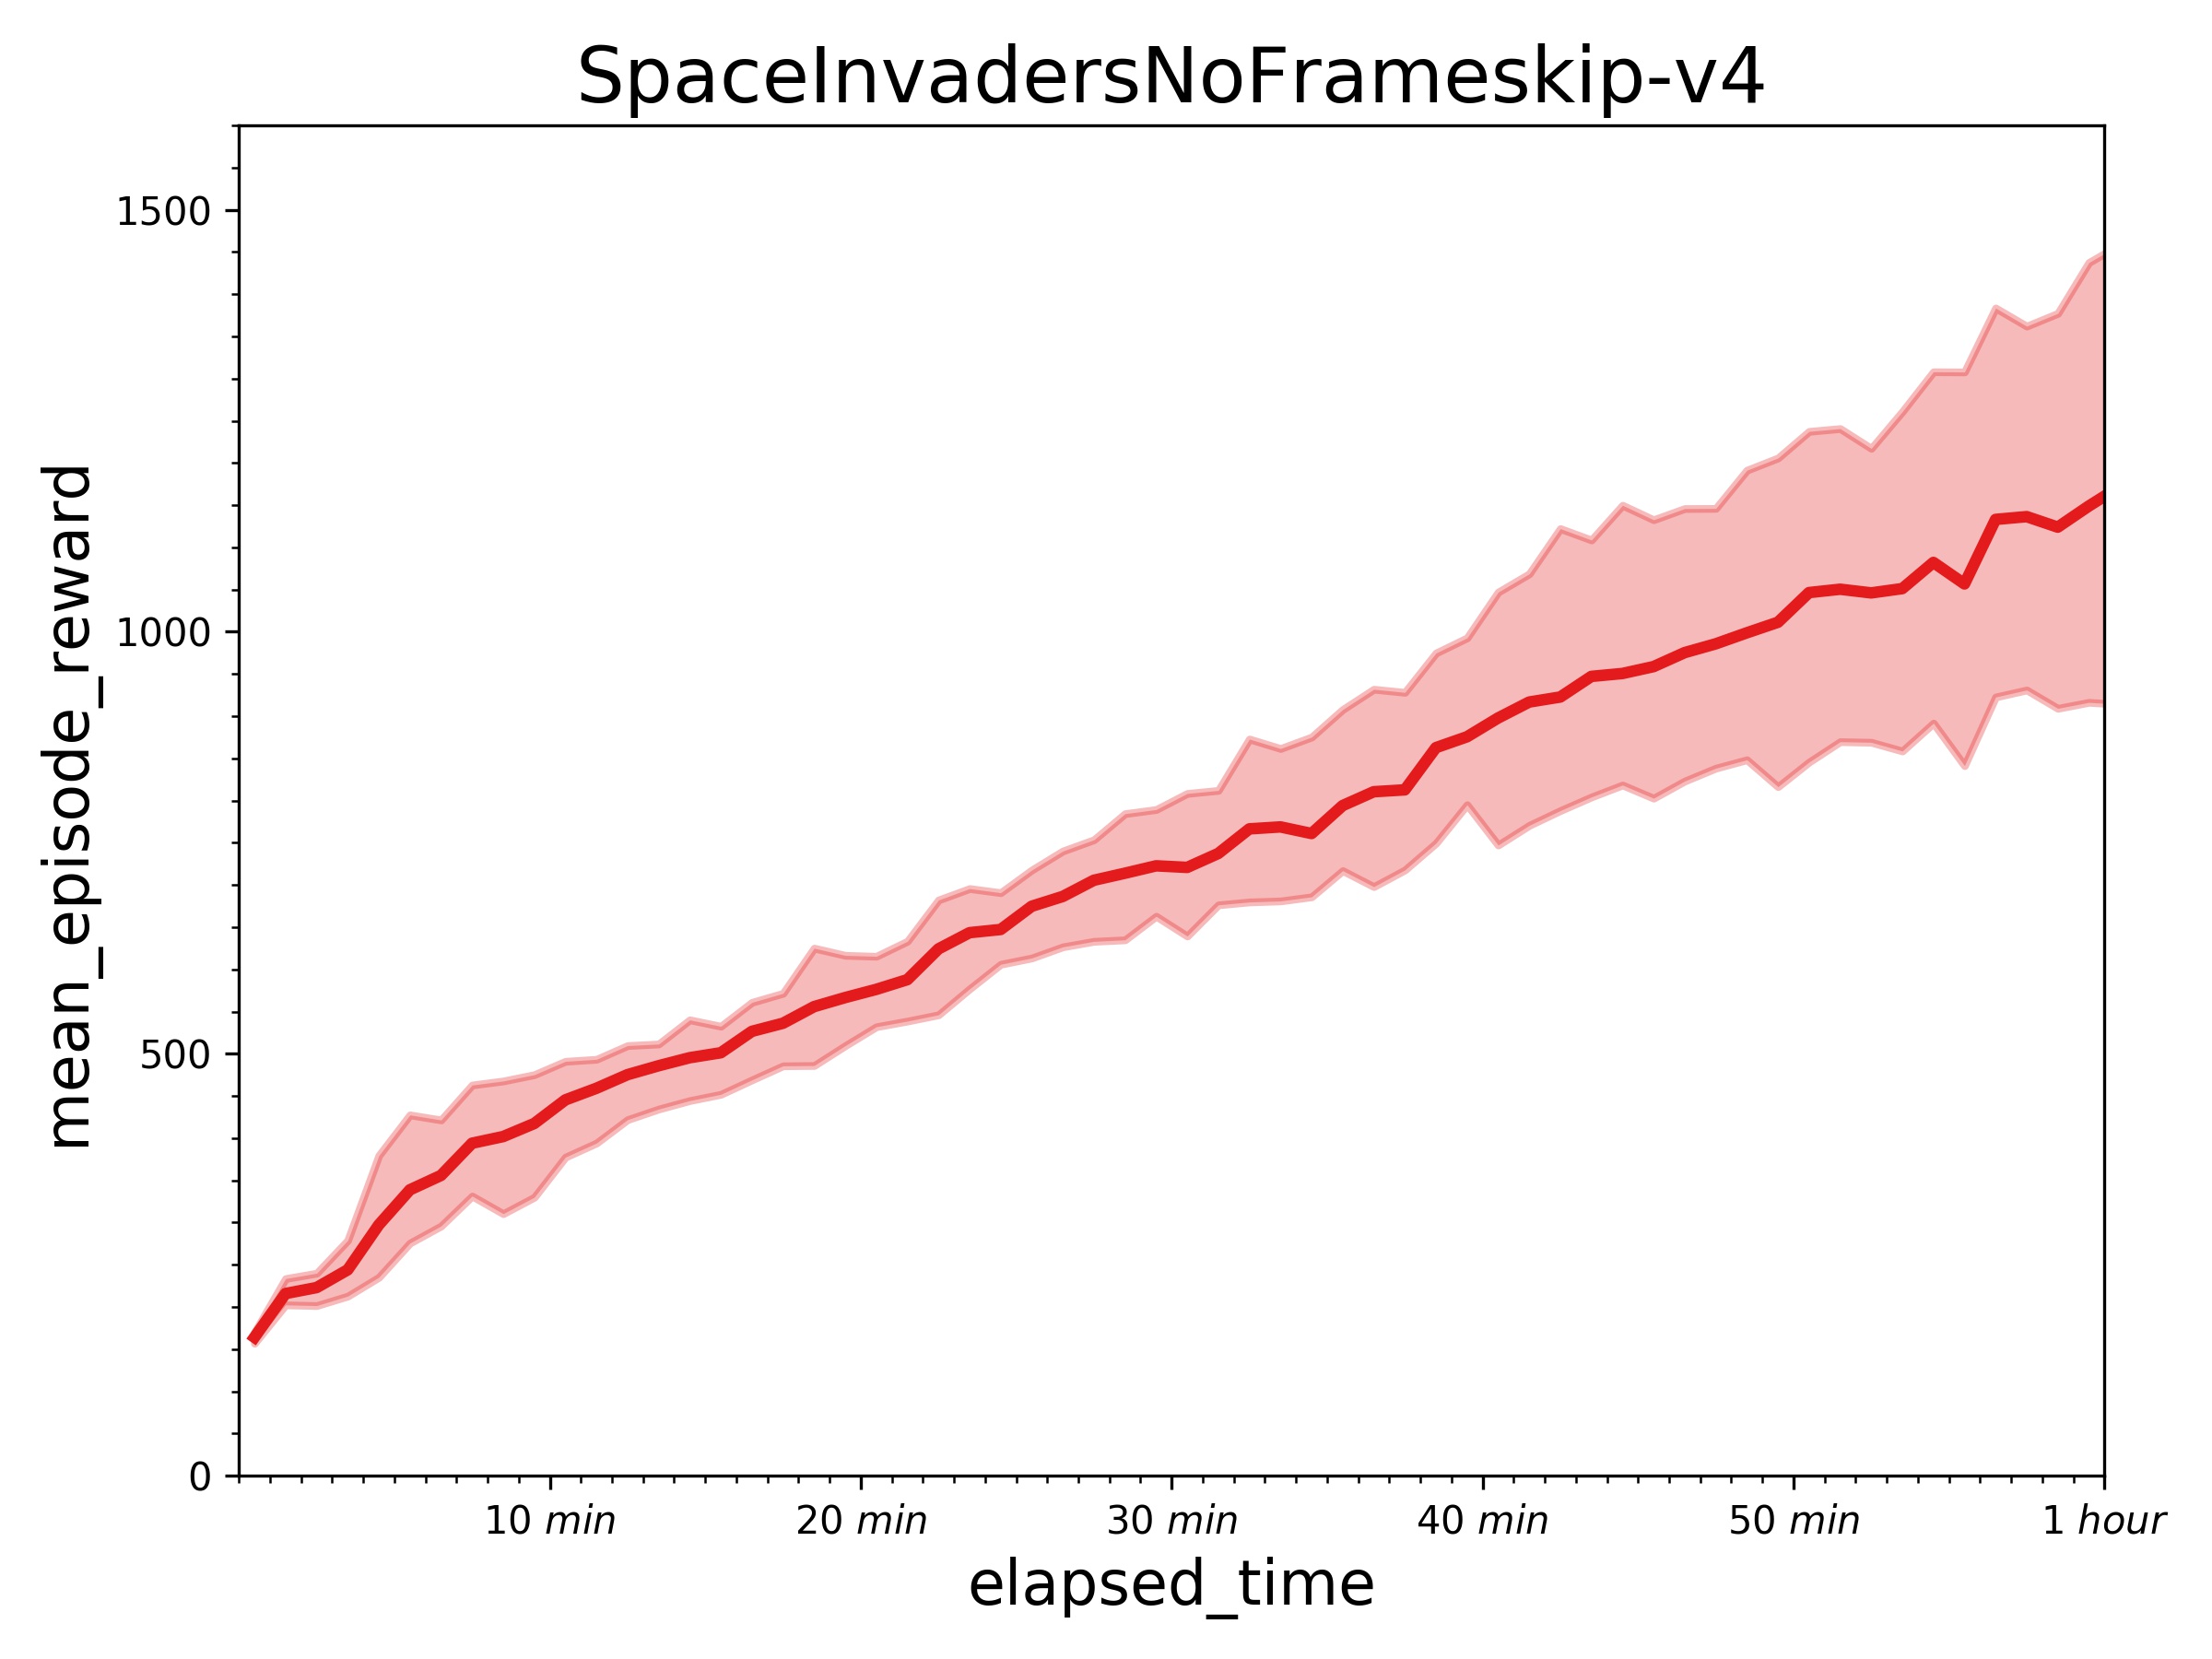 SpaceInvadersNoFrameskip-v4
mean_episode_reward
1500
1000
500
0
10 min 20 min 30 min 40 min 50 min 1 hour
elapsed_time